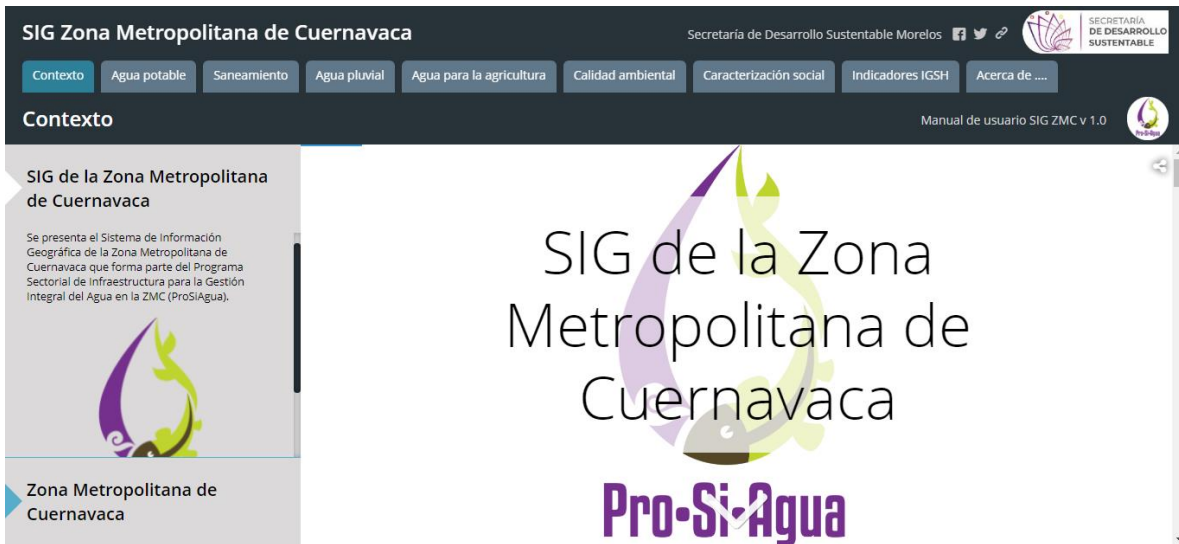 SIG Zona Metropolitana de Cuernavaca
Secretaría de Desarrollo Sustentable Morelos
SECRETARÍA
DE DESARROLLO
SUSTENTABLE
Contexto
Agua potable
Saneamiento
Agua pluvial
Agua para la agricultura
Calidad ambiental
Caracterización social
Indicadores IGSH
Acerca de ....
Contexto
Manual de usuario SIG ZMC v 1.0
Pro-Si-Agua
SIG de la Zona Metropolitana
de Cuernavaca
Se presenta el Sistema de Información
Geográfica de la Zona Metropolitana de
Cuernavaca que forma parte del Programa
Sectorial de Infraestructura para la Gestión
Integral del Agua en la ZMC (ProSiAgua).
Zona Metropolitana de
Cuernavaca
SIG de la Zona
Metropolitana de
Cuernavaca
Pro•Si•Agua